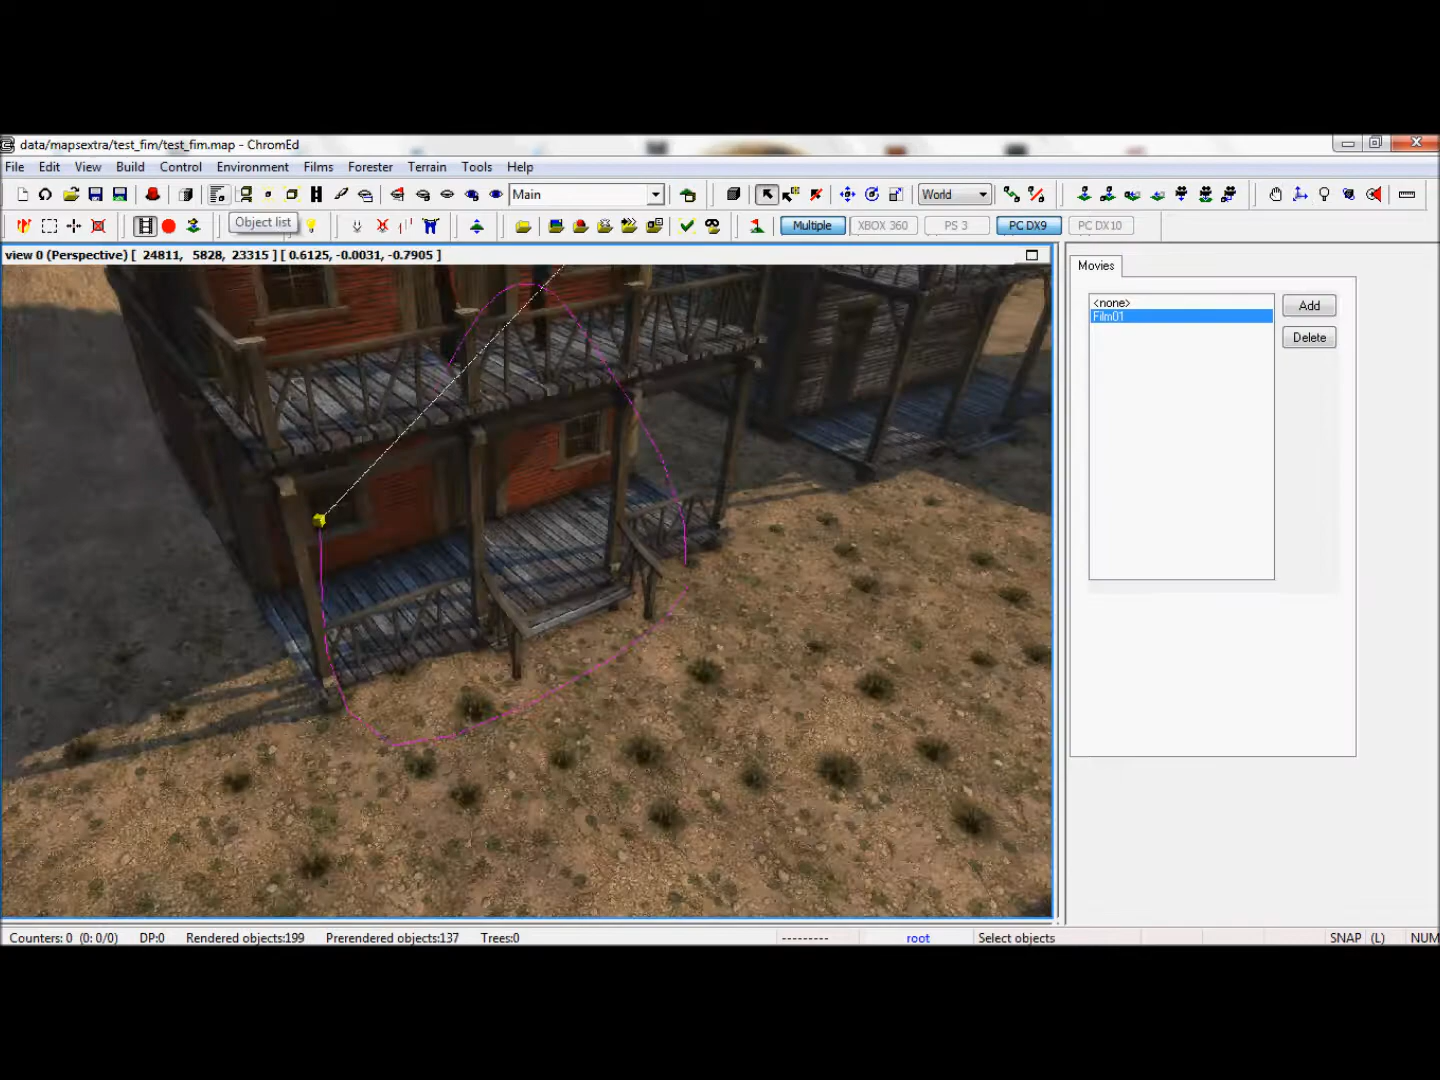 data/mapsextra/test_fim/test_fim.map - ChromEd
File Edit View Build Control Environment Films Forester Terrain Tools Help
Main World
Object list Multiple XBOX 360 PS 3 PC DX9 PC DX10
view 0 (Perspective) [ 24811, 5828, 23315 ] [ 0.6125, -0.0031, -0.7905 ]
Movies
<none>
Film01
Add
Delete
Counters: 0 (0: 0/0) DP:0 Rendered objects:199 Prerendered objects:137 Trees:0 --------- root Select objects SNAP (L) NUM